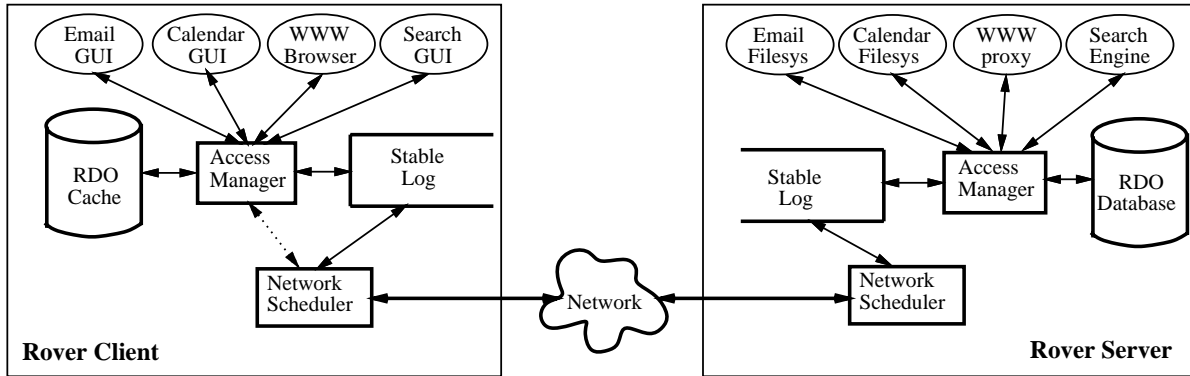 Email
GUI
Calendar
GUI
WWW
Browser
Search
GUI
RDO
Cache
Access
Manager
Stable
Log
Network
Scheduler
Rover Client
Network
Email
Filesys
Calendar
Filesys
WWW
proxy
Search
Engine
Stable
Log
Access
Manager
RDO
Database
Network
Scheduler
Rover Server